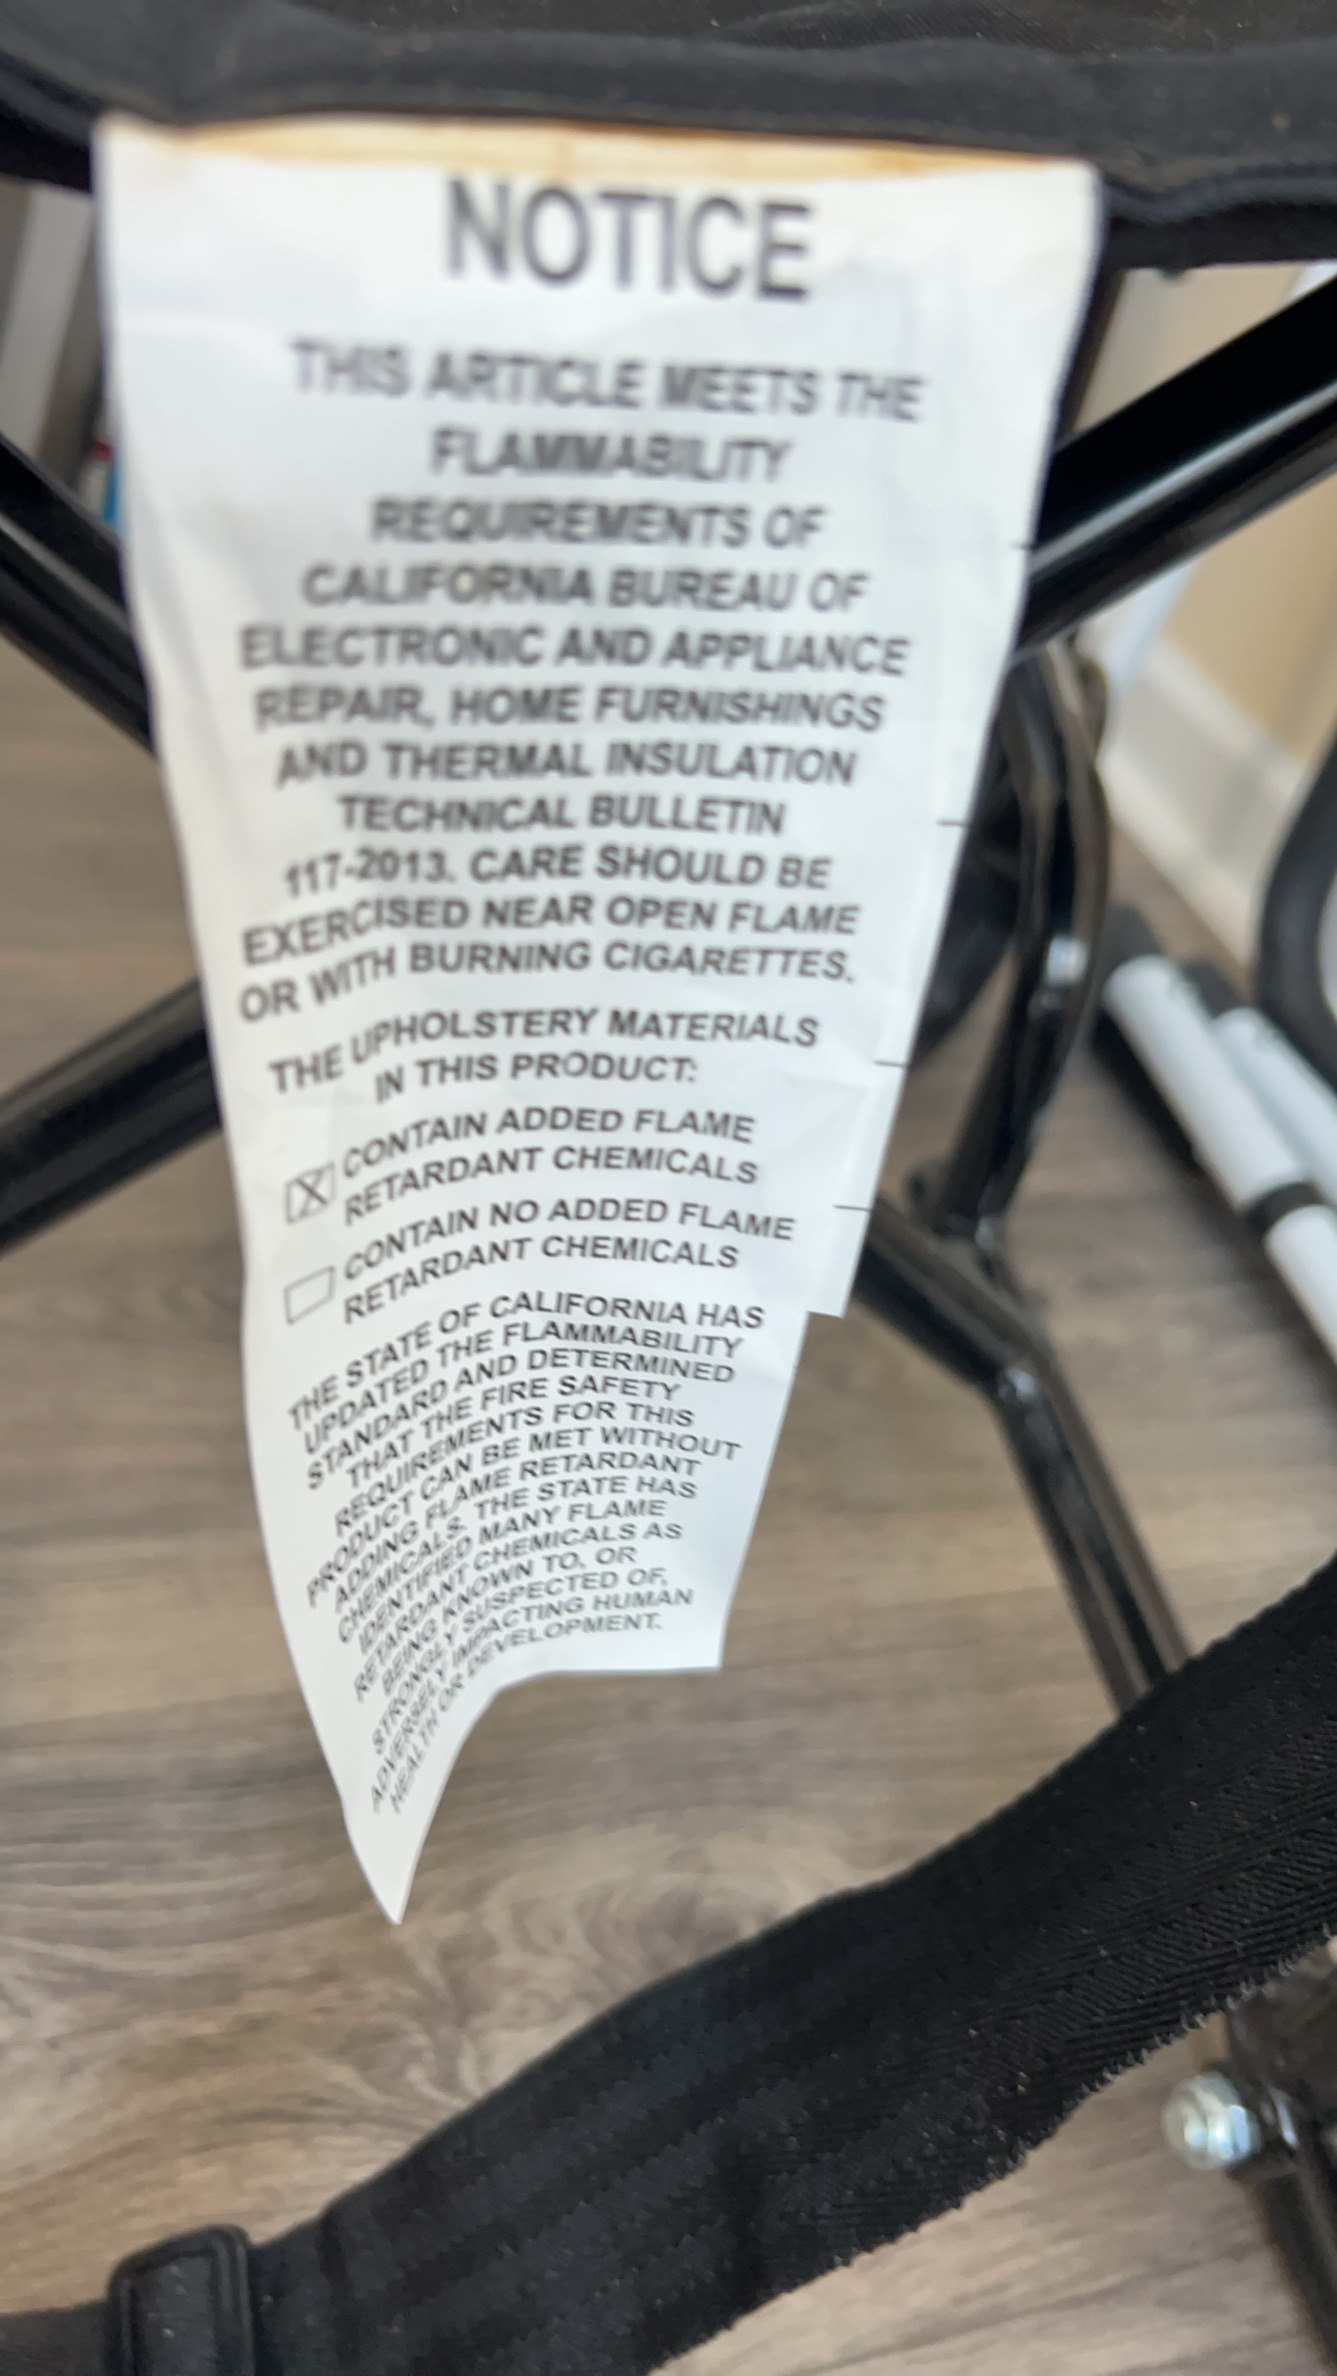 NOTICE
THIS ARTICLE MEETS THE
FLAMMABILITY
REQUIREMENTS OF
CALIFORNIA BUREAU OF
ELECTRONIC AND APPLIANCE
REPAIR, HOME FURNISHINGS
AND THERMAL INSULATION
TECHNICAL BULLETIN
117-2013. CARE SHOULD BE
EXERCISED NEAR OPEN FLAME
OR WITH BURNING CIGARETTES.
THE UPHOLSTERY MATERIALS
IN THIS PRODUCT:
X CONTAIN ADDED FLAME
RETARDANT CHEMICALS
CONTAIN NO ADDED FLAME
RETARDANT CHEMICALS
THE STATE OF CALIFORNIA HAS
UPDATED THE FLAMMABILITY
STANDARD AND DETERMINED
THAT THE FIRE SAFETY
REQUIREMENTS FOR THIS
PRODUCT CAN BE MET WITHOUT
ADDING FLAME RETARDANT
CHEMICALS. THE STATE HAS
IDENTIFIED MANY FLAME
RETARDANT CHEMICALS AS
BEING KNOWN TO, OR
STRONGLY SUSPECTED OF,
ADVERSELY IMPACTING HUMAN
HEALTH OR DEVELOPMENT.